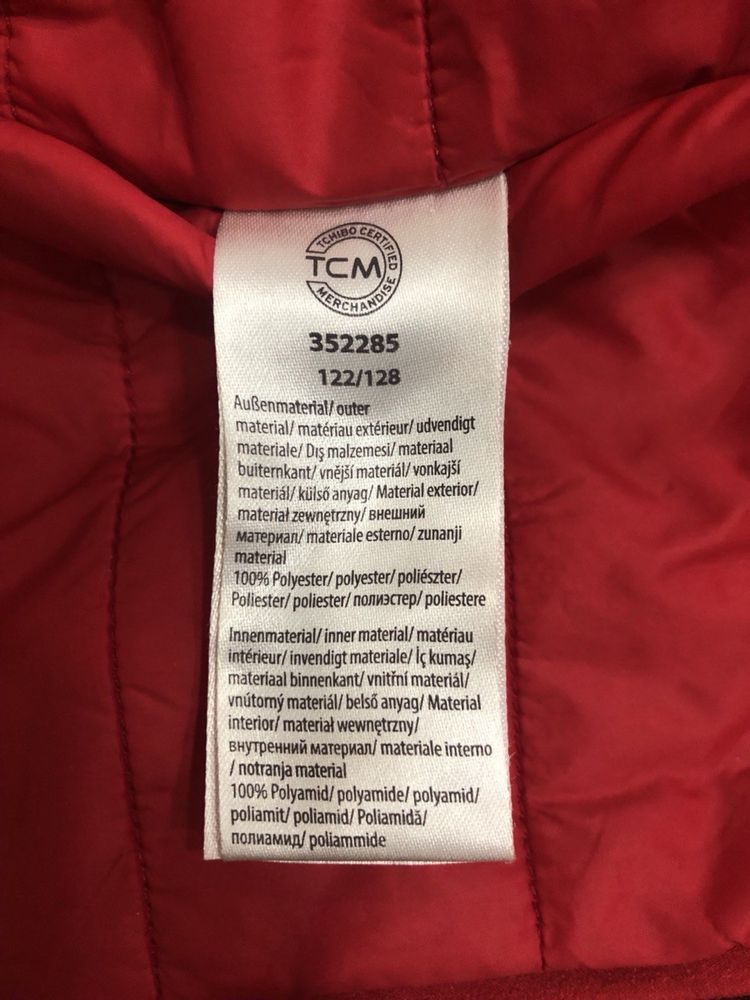 TCHIBO CERTIFIED
TCM
MERCHANDISE
352285
122/128
Außenmaterial/ outer
material/ matériau extérieur/ udvendigt
materiale/ Dış malzemesi/ materiaal
buitenkant/ vnější materiál/ vonkajší
materiál/ külső anyag/ Material exterior/
materiał zewnętrzny/ внешний
материал/ materiale esterno/ zunanji
material
100% Polyester/ polyester/ poliészter/
Poliester/ poliester/ полиэстер/ poliestere
Innenmaterial/ inner material/ matériau
intérieur/ invendigt materiale/ İç kumaş/
materiaal binnenkant/ vnitřní materiál/
vnútorný materiál/ belső anyag/ Material
interior/ materiał wewnętrzny/
внутренний материал/ materiale interno
/ notranja material
100% Polyamid/ polyamide/ polyamid/
poliamit/ poliamid/ Poliamidă/
полиамид/ poliammide